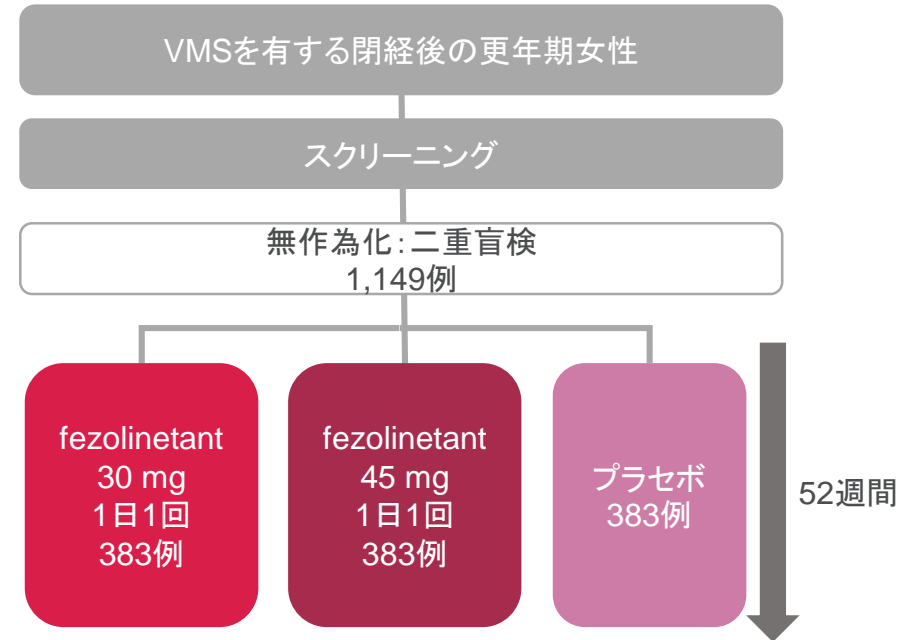 VMSを有する閉経後の更年期女性
スクリーニング
無作為化：二重盲検
1,149例
fezolinetant
30 mg
1日1回
383例
fezolinetant
45 mg
1日1回
383例
プラセボ
383例
52週間